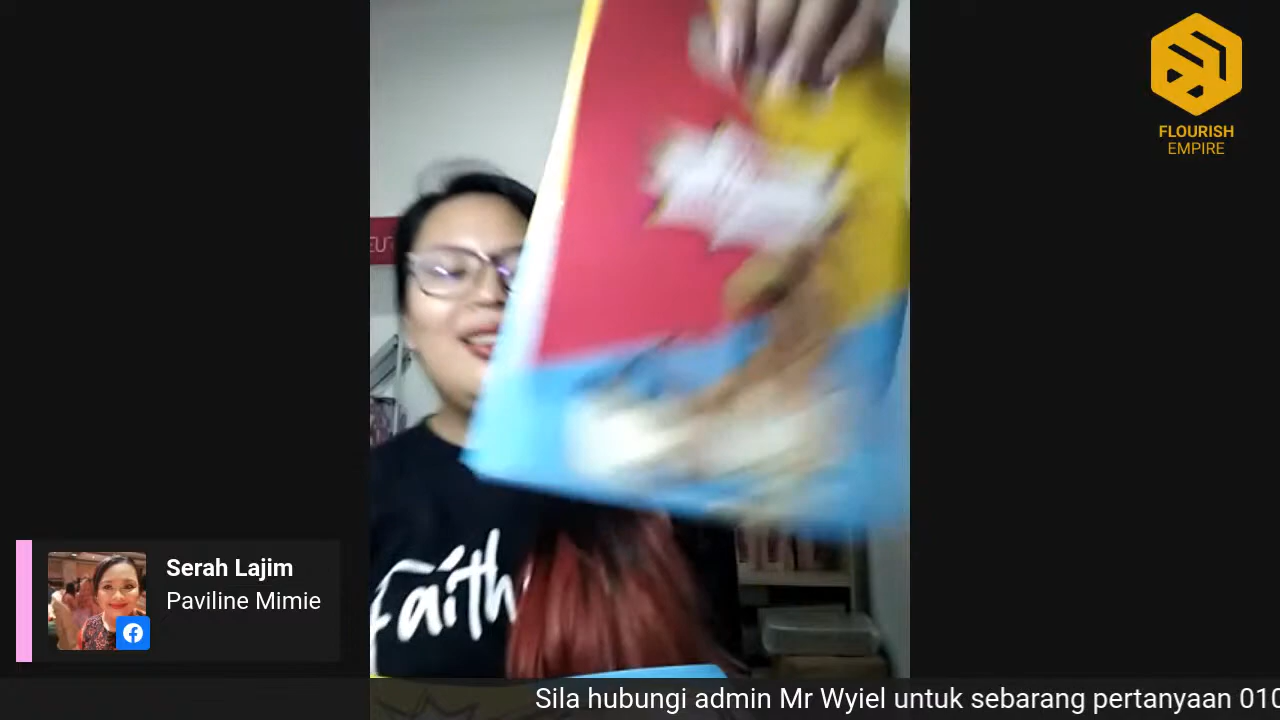 FLOURISH
EMPIRE
Faith
Serah Lajim
Paviline Mimie
Sila hubungi admin Mr Wyiel untuk sebarang pertanyaan 010